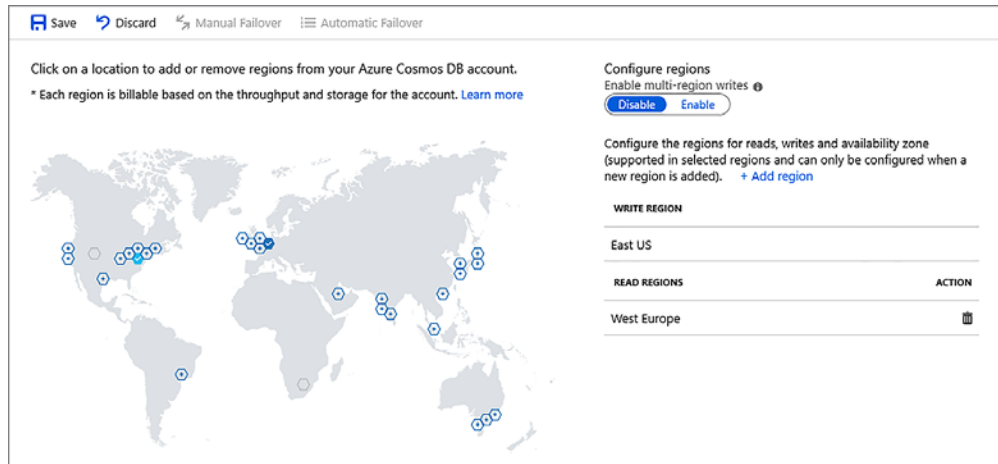 Save Discard Manual Failover Automatic Failover
Click on a location to add or remove regions from your Azure Cosmos DB account.
* Each region is billable based on the throughput and storage for the account. Learn more
Configure regions
Enable multi-region writes
Disable Enable
Configure the regions for reads, writes and availability zone
(supported in selected regions and can only be configured when a
new region is added). + Add region
WRITE REGION
East US
READ REGIONS ACTION
West Europe